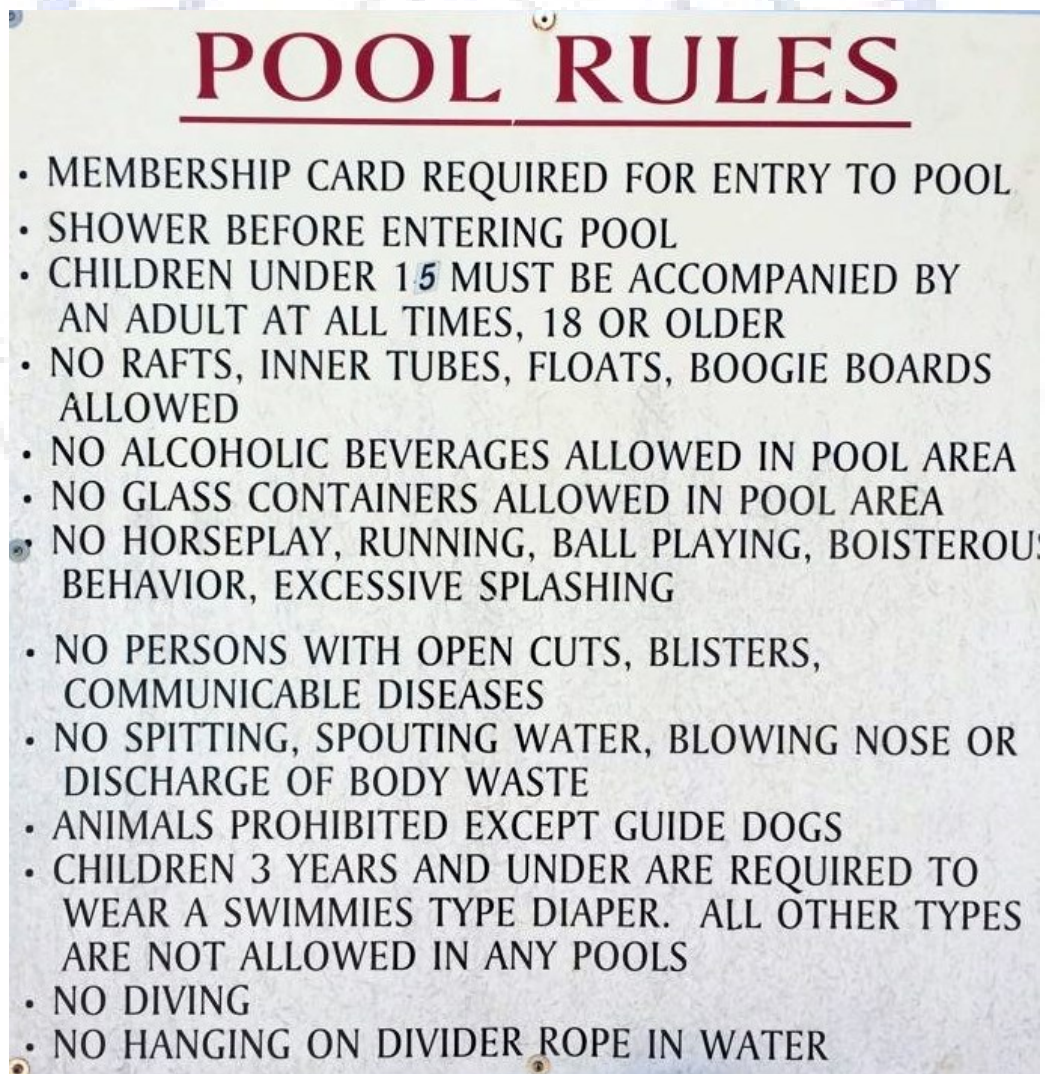 POOL RULES
• MEMBERSHIP CARD REQUIRED FOR ENTRY TO POOL
• SHOWER BEFORE ENTERING POOL
• CHILDREN UNDER 15 MUST BE ACCOMPANIED BY
AN ADULT AT ALL TIMES, 18 OR OLDER
• NO RAFTS, INNER TUBES, FLOATS, BOOGIE BOARDS
ALLOWED
• NO ALCOHOLIC BEVERAGES ALLOWED IN POOL AREA
• NO GLASS CONTAINERS ALLOWED IN POOL AREA
• NO HORSEPLAY, RUNNING, BALL PLAYING, BOISTEROUS
BEHAVIOR, EXCESSIVE SPLASHING
• NO PERSONS WITH OPEN CUTS, BLISTERS,
COMMUNICABLE DISEASES
• NO SPITTING, SPOUTING WATER, BLOWING NOSE OR
DISCHARGE OF BODY WASTE
• ANIMALS PROHIBITED EXCEPT GUIDE DOGS
• CHILDREN 3 YEARS AND UNDER ARE REQUIRED TO
WEAR A SWIMMIES TYPE DIAPER. ALL OTHER TYPES
ARE NOT ALLOWED IN ANY POOLS
• NO DIVING
• NO HANGING ON DIVIDER ROPE IN WATER